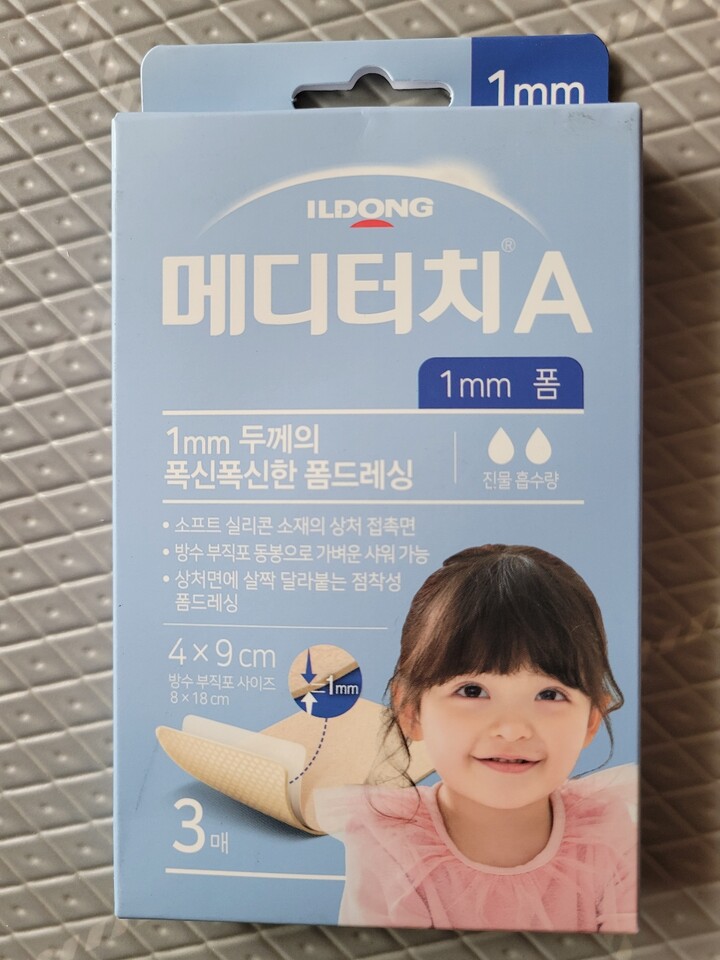 1mm
ILDONG
메디터치® A
1mm 폼
1mm 두께의
폭신폭신한 폼드레싱
진물 흡수량
• 소프트 실리콘 소재의 상처 접촉면
• 방수 부직포 동봉으로 가벼운 샤워 가능
• 상처면에 살짝 달라붙는 점착성
폼드레싱
4 × 9 cm
방수 부직포 사이즈
8 × 18 cm
1mm
3매